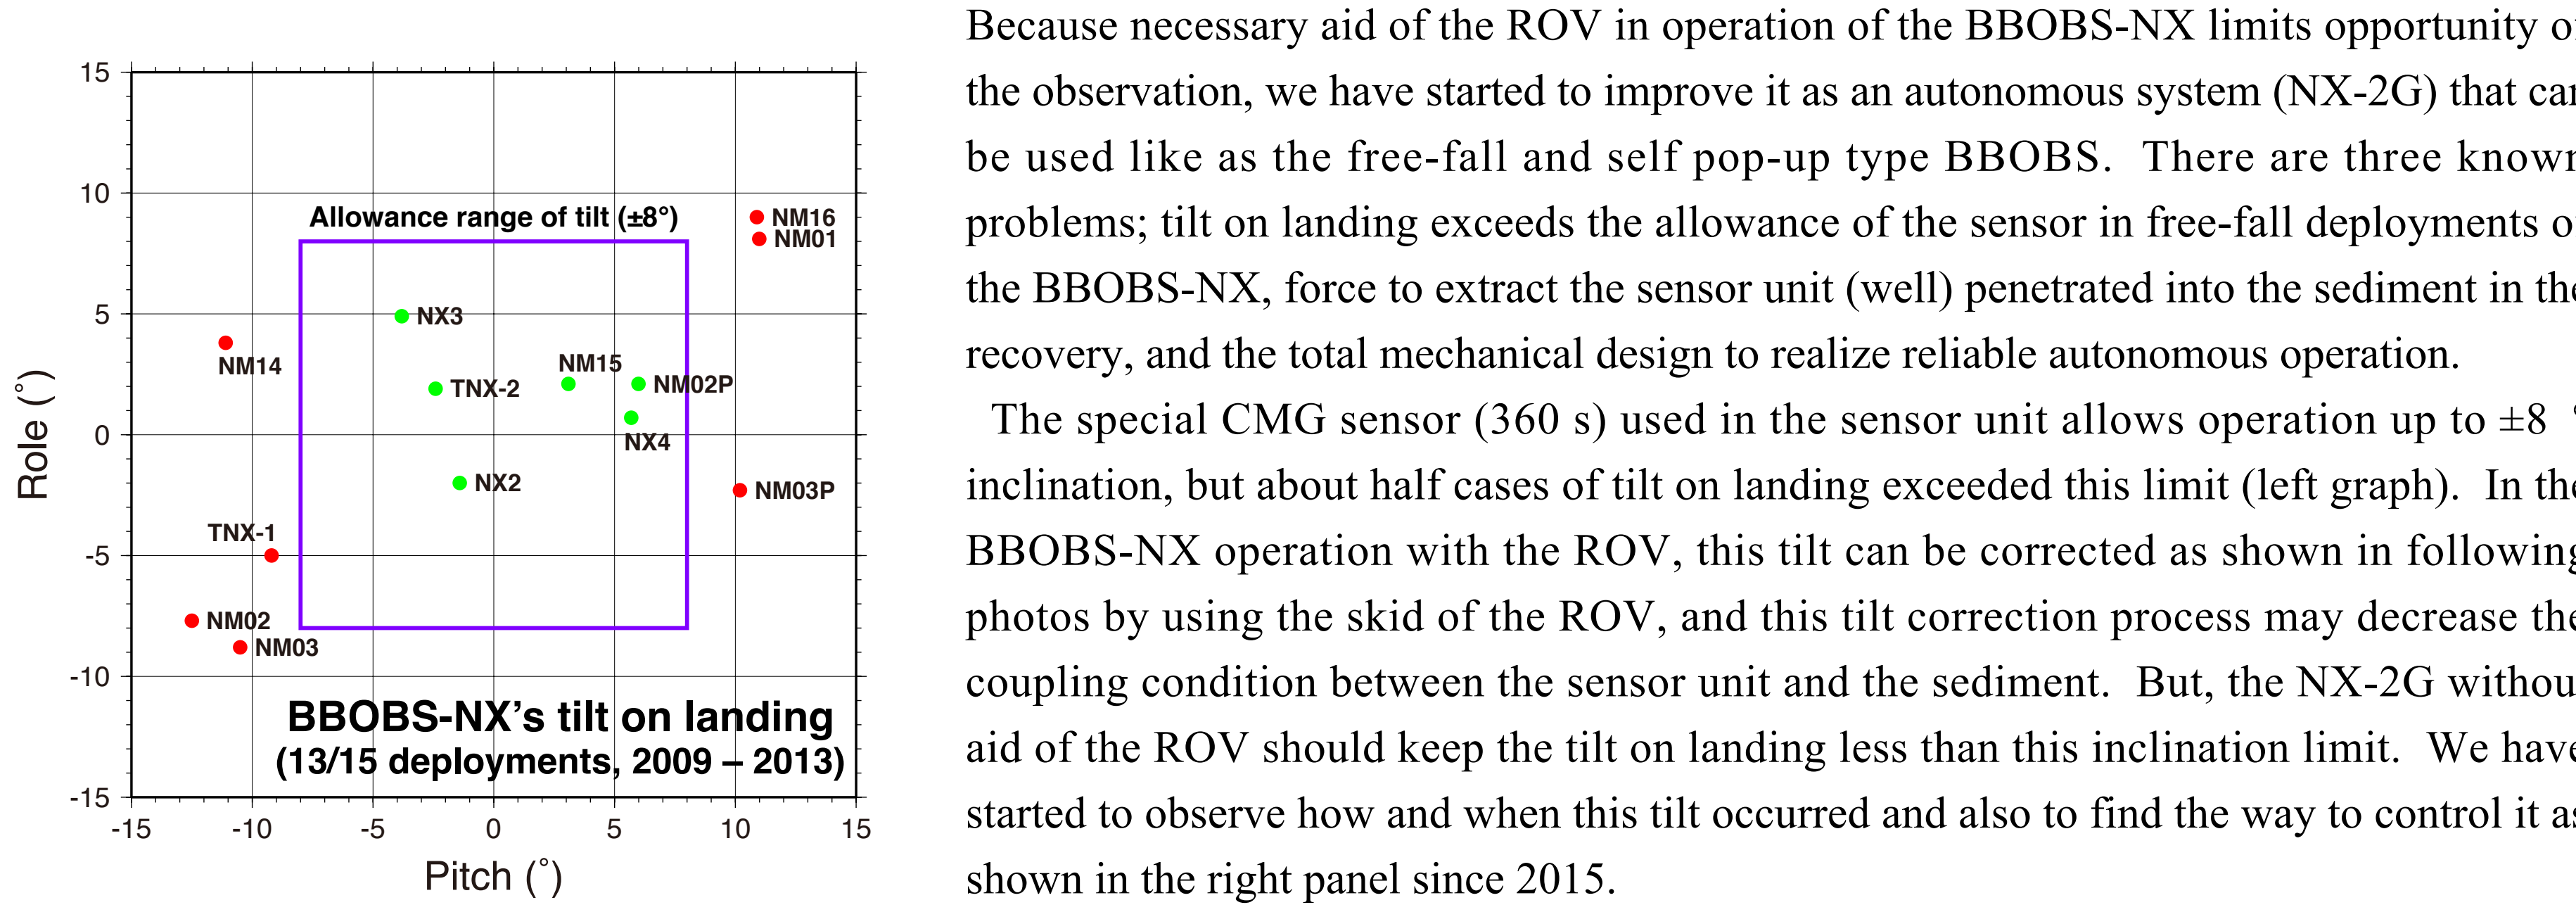 15
10
5
0
-5
-10
-15
-15
-10
-5
0
5
10
15
Role (°)
Pitch (°)
Allowance range of tilt (±8°)
NM16
NM01
NX3
NM14
NM15
TNX-2
NM02P
NX4
NX2
NM03P
TNX-1
NM02
NM03
BBOBS-NX's tilt on landing
(13/15 deployments, 2009 – 2013)
Because necessary aid of the ROV in operation of the BBOBS-NX limits opportunity
the observation, we have started to improve it as an autonomous system (NX-2G) that can
be used like as the free-fall and self pop-up type BBOBS. There are three known
problems; tilt on landing exceeds the allowance of the sensor in free-fall deployments
the BBOBS-NX, force to extract the sensor unit (well) penetrated into the sediment in the
recovery, and the total mechanical design to realize reliable autonomous operation.
The special CMG sensor (360 s) used in the sensor unit allows operation up to ±8 °
inclination, but about half cases of tilt on landing exceeded this limit (left graph). In the
BBOBS-NX operation with the ROV, this tilt can be corrected as shown in following
photos by using the skid of the ROV, and this tilt correction process may decrease the
coupling condition between the sensor unit and the sediment. But, the NX-2G without
aid of the ROV should keep the tilt on landing less than this inclination limit. We have
started to observe how and when this tilt occurred and also to find the way to control it as
shown in the right panel since 2015.